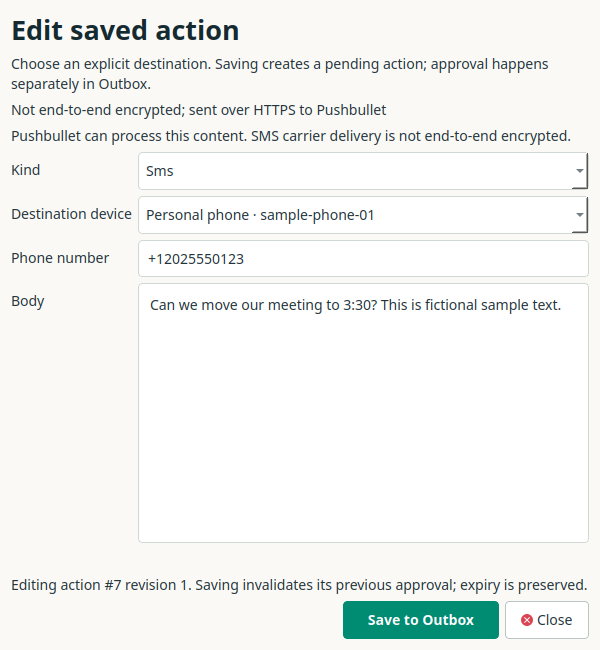 Edit saved action
Choose an explicit destination. Saving creates a pending action; approval happens
separately in Outbox.
Not end-to-end encrypted; sent over HTTPS to Pushbullet
Pushbullet can process this content. SMS carrier delivery is not end-to-end encrypted.
Kind
Sms
Destination device
Personal phone · sample-phone-01
Phone number
+12025550123
Body
Can we move our meeting to 3:30? This is fictional sample text.
Editing action #7 revision 1. Saving invalidates its previous approval; expiry is preserved.
Save to Outbox
Close